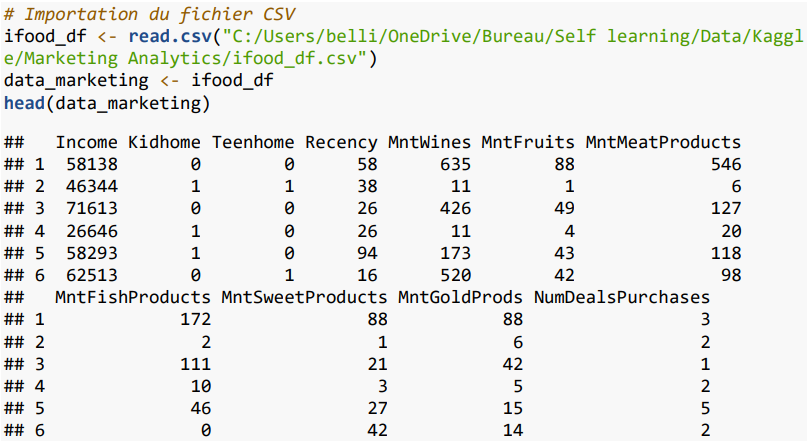 # Importation du fichier CSV
ifood_df <- read.csv("C:/Users/belli/OneDrive/Bureau/Self learning/Data/Kaggl
e/Marketing Analytics/ifood_df.csv")
data_marketing <- ifood_df
head(data_marketing)
##   Income Kidhome Teenhome Recency MntWines MntFruits MntMeatProducts
## 1  58138       0        0      58      635        88             546
## 2  46344       1        1      38       11         1               6
## 3  71613       0        0      26      426        49             127
## 4  26646       1        0      26       11         4              20
## 5  58293       1        0      94      173        43             118
## 6  62513       0        1      16      520        42              98
##   MntFishProducts MntSweetProducts MntGoldProds NumDealsPurchases
## 1             172               88           88                 3
## 2               2                1            6                 2
## 3             111               21           42                 1
## 4              10                3            5                 2
## 5              46               27           15                 5
## 6               0               42           14                 2